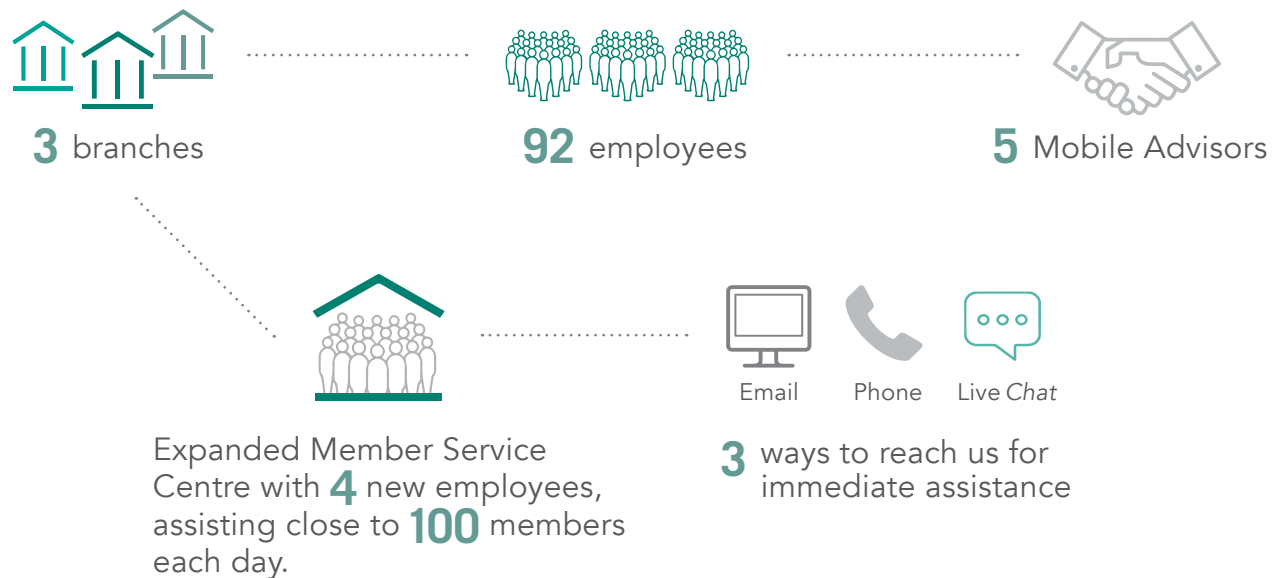 3 branches
92 employees
5 Mobile Advisors
Email
Phone
Live Chat
Expanded Member Service
Centre with 4 new employees,
assisting close to 100 members
each day.
3 ways to reach us for
immediate assistance